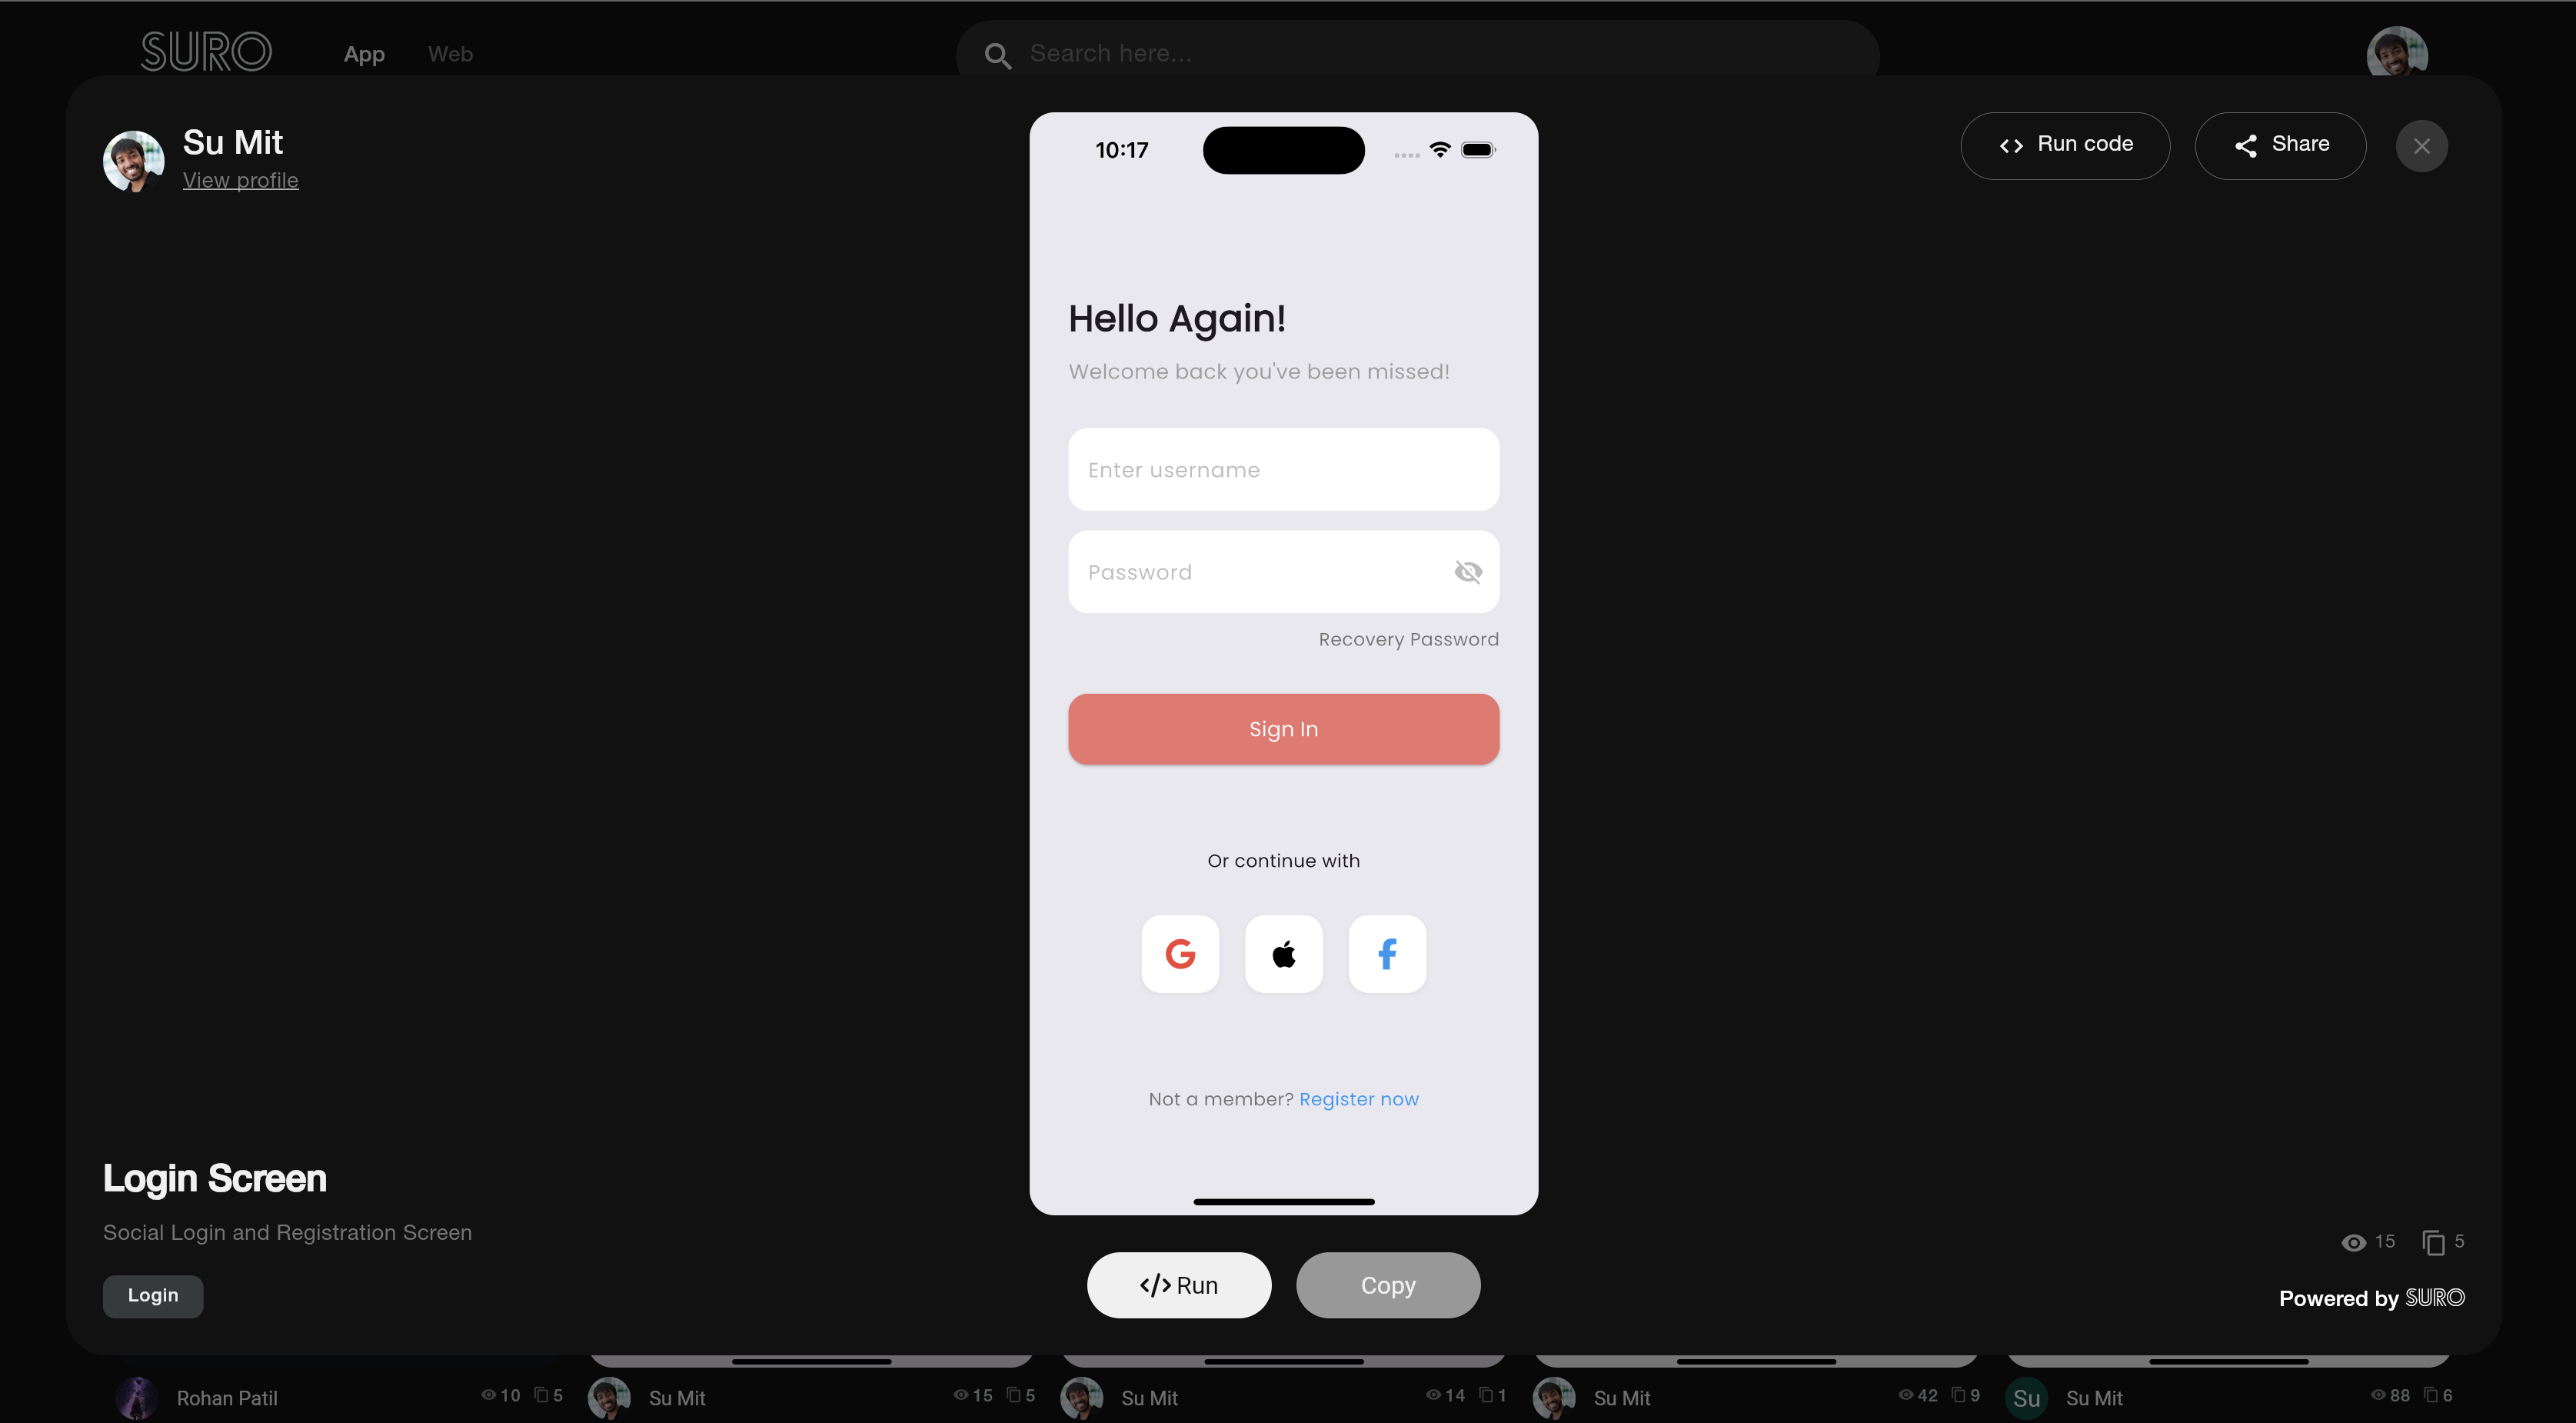 SURO
App
Web
Search here...
Su Mit
View profile
Run code
Share
10:17
Hello Again!
Welcome back you've been missed!
Enter username
Password
Recovery Password
Sign In
Or continue with
Not a member? Register now
Login Screen
Social Login and Registration Screen
Login
</> Run
Copy
15
5
Powered by SURO
Rohan Patil
10
5
Su Mit
15
5
Su Mit
14
1
Su Mit
42
9
Su
Su Mit
88
6